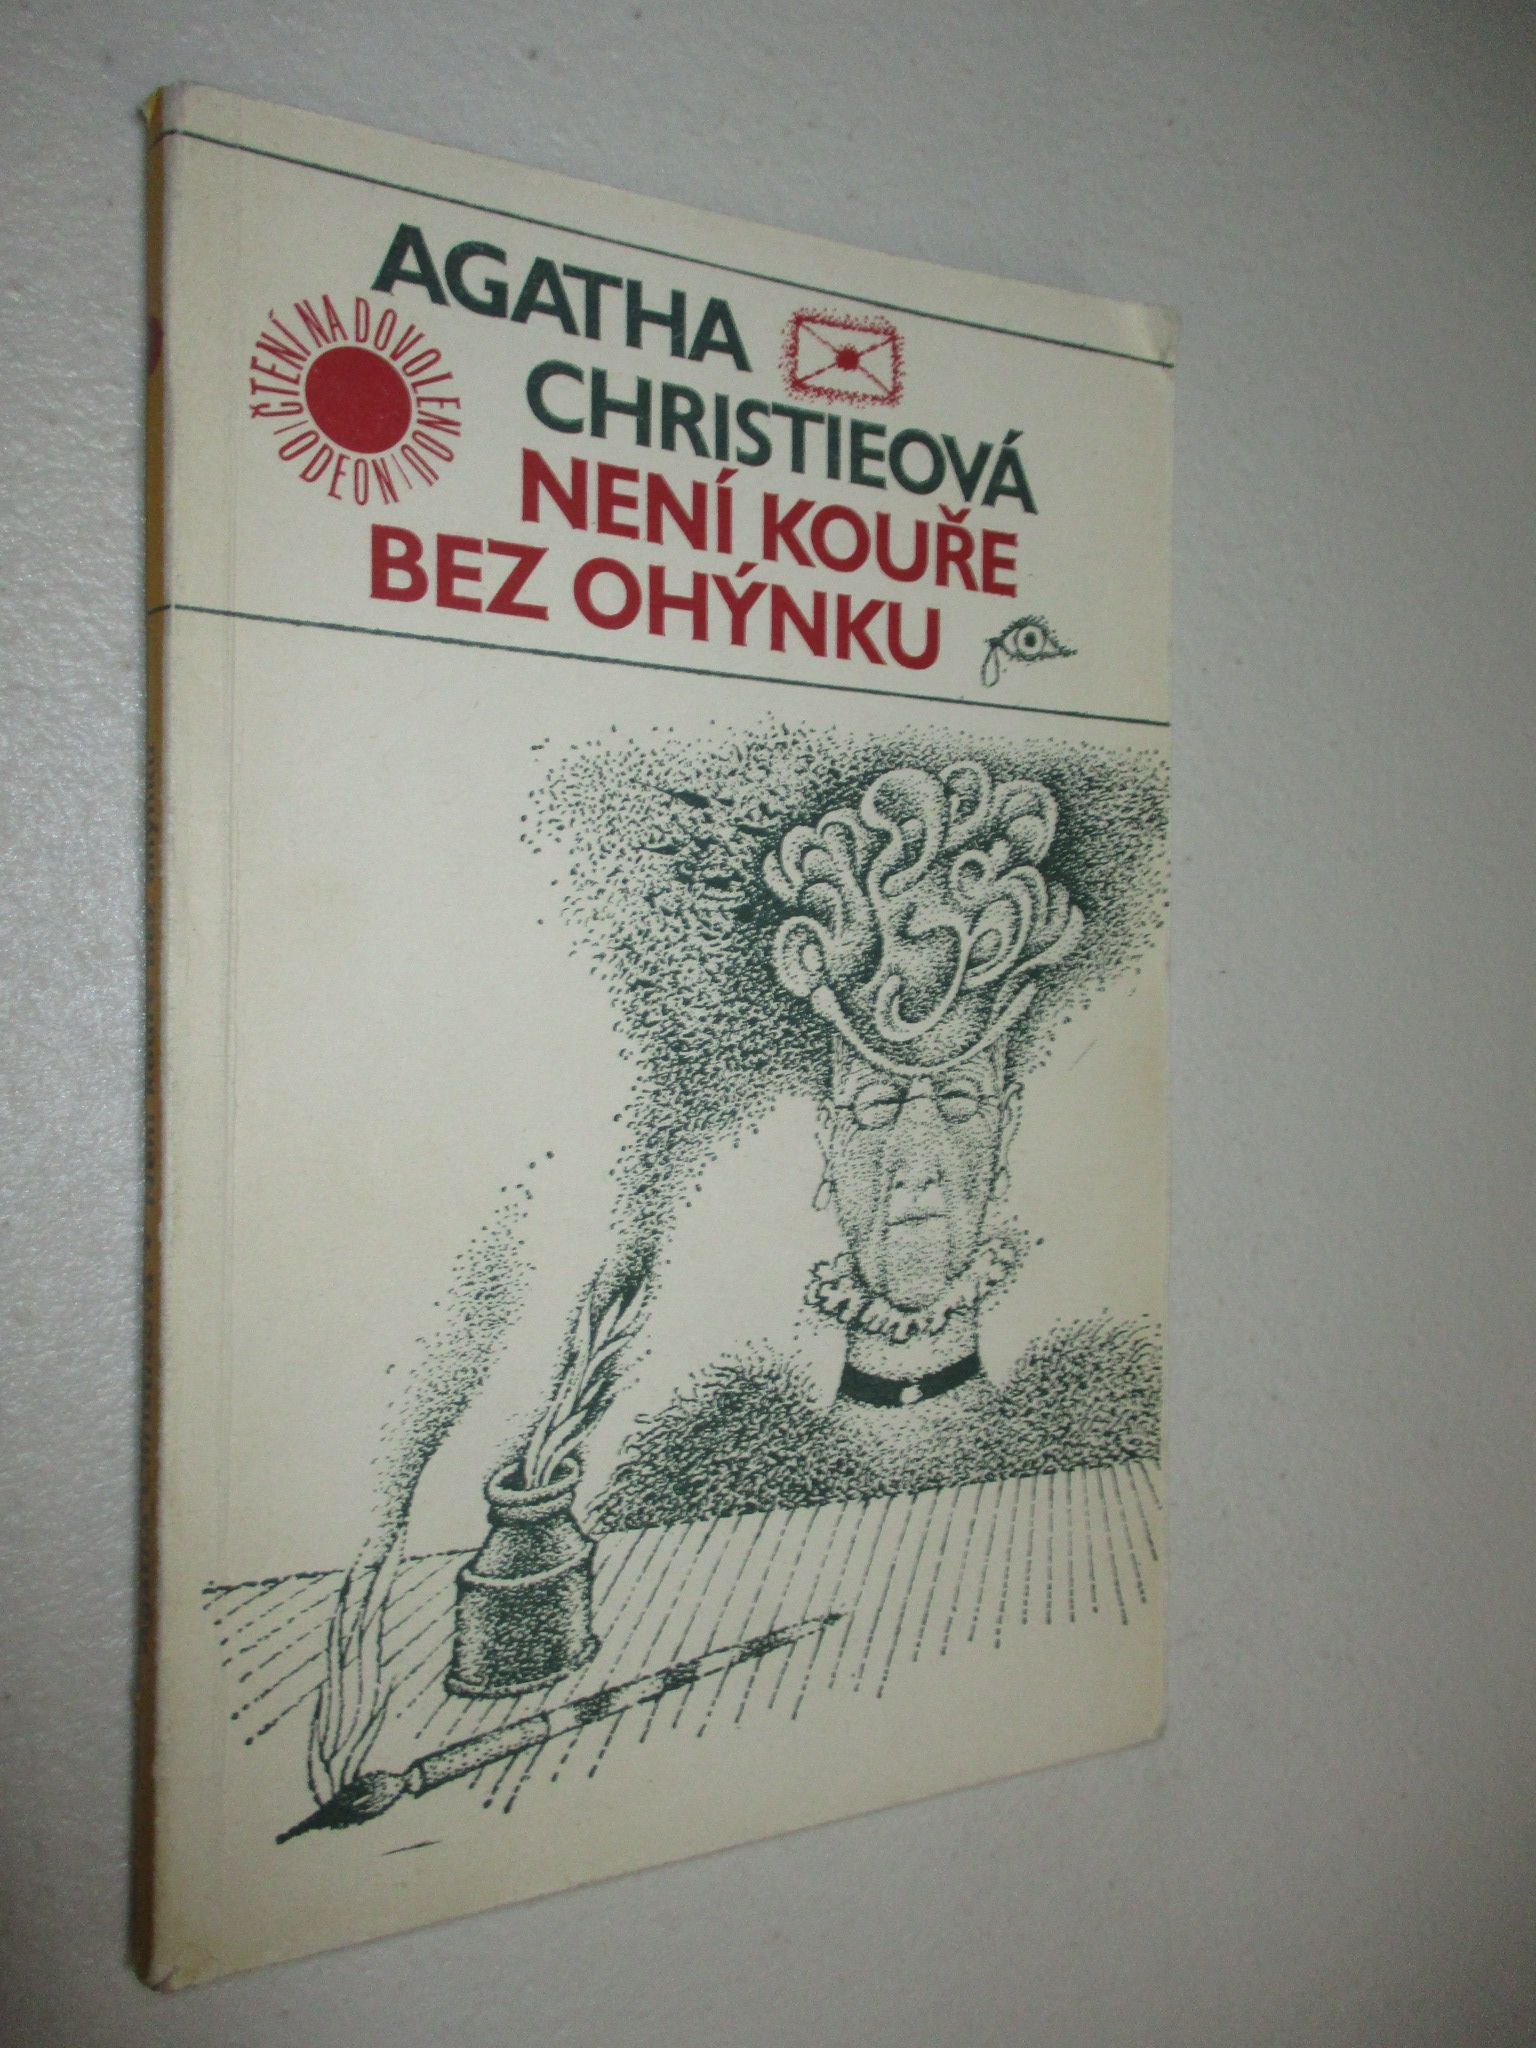 AGATHA
CHRISTIEOVÁ
NENÍ KOUŘE
BEZ OHÝNKU
ČTENÍ NA DOVOLENOU / ODEON /